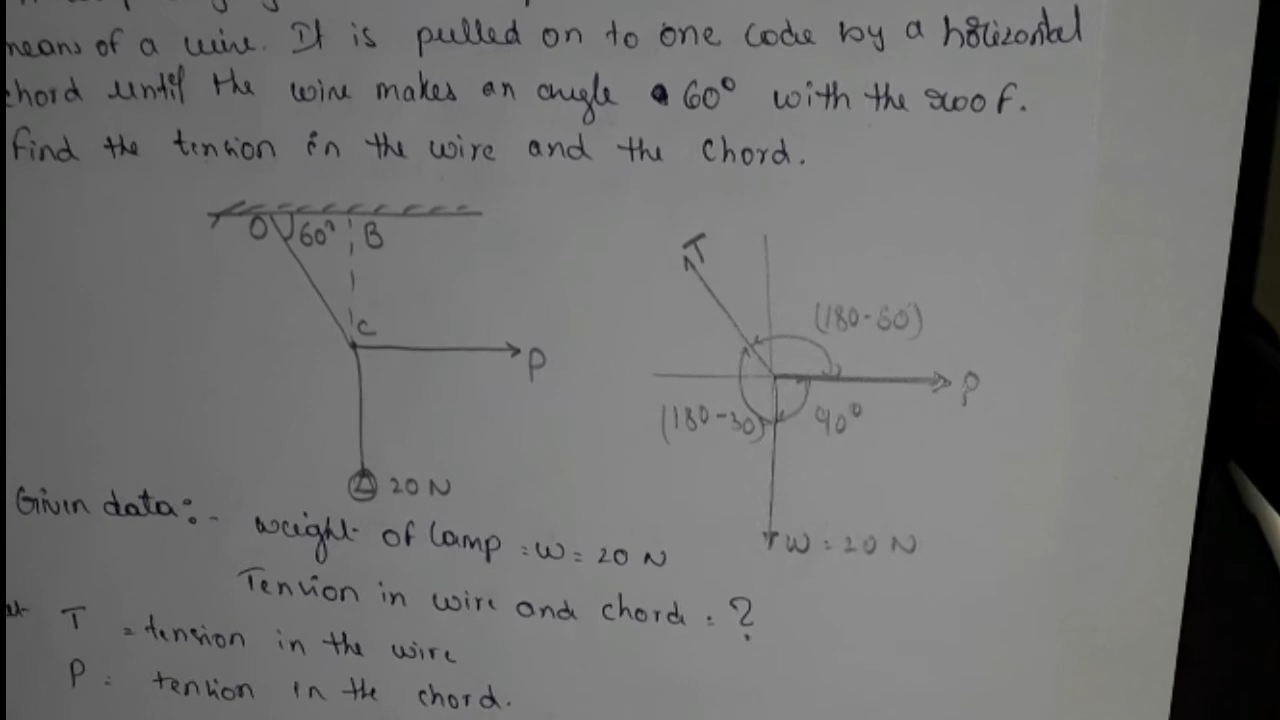 means of a wire. It is pulled on to one code by a horizontal
chord until the wire makes an angle 60° with the roof.
find the tension in the wire and the chord.
O 60° B
C
P
20 N
T
(180-60)
P
(180-30)
90°
W = 20 N
Given data:-
weight of lamp = W = 20 N
Tension in wire and chord = ?
T = tension in the wire
P = tension in the chord.